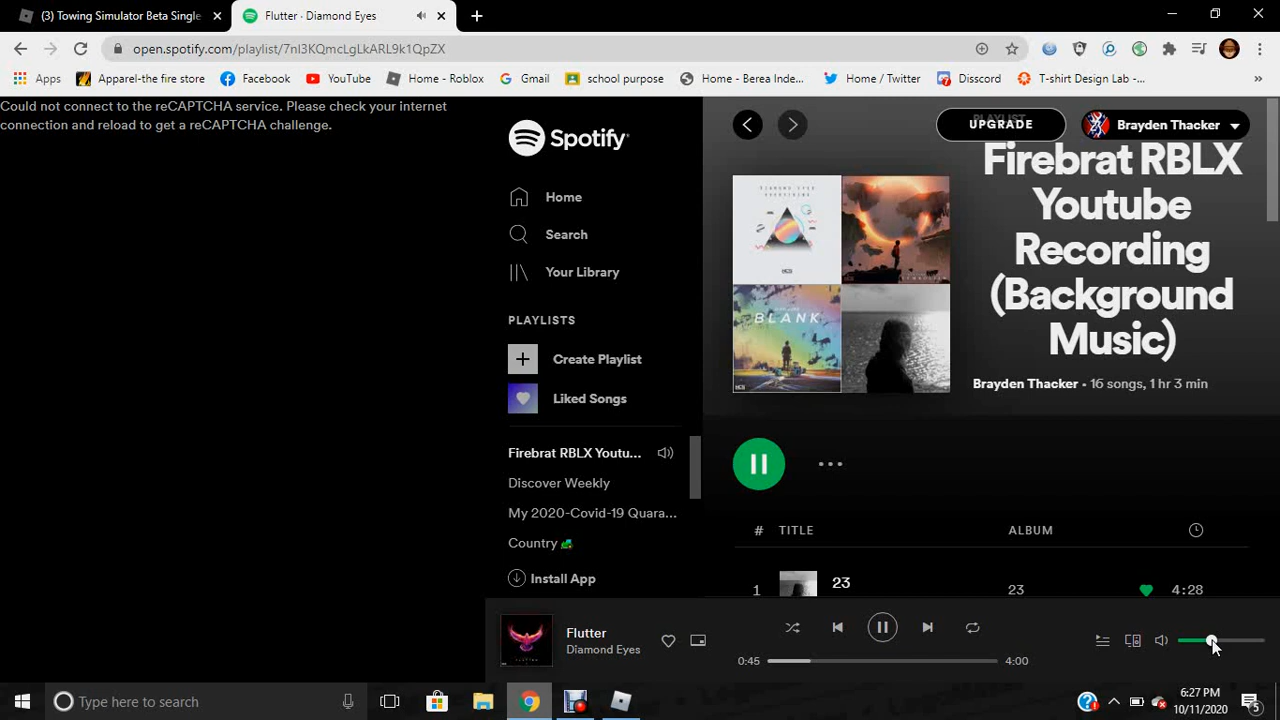 (3) Towing Simulator Beta Single
Flutter · Diamond Eyes
open.spotify.com/playlist/7nI3KQmcLgLkARL9k1QpZX
Apps
Apparel-the fire store
Facebook
YouTube
Home - Roblox
Gmail
school purpose
Home - Berea Inde...
Home / Twitter
Disscord
T-shirt Design Lab -...
»
Could not connect to the reCAPTCHA service. Please check your internet
connection and reload to get a reCAPTCHA challenge.
Spotify
Home
Search
Your Library
PLAYLISTS
Create Playlist
Liked Songs
Firebrat RBLX Youtu...
Discover Weekly
My 2020-Covid-19 Quara...
Country
Install App
UPGRADE
Brayden Thacker
PLAYLIST
Firebrat RBLX
Youtube
Recording
(Background
Music)
DIAMOND EYES
EVERYTHING
BLANK
Brayden Thacker • 16 songs, 1 hr 3 min
# TITLE ALBUM
1 23 23 4:28
Flutter
Diamond Eyes
0:45 4:00
Type here to search
6:27 PM
10/11/2020
5